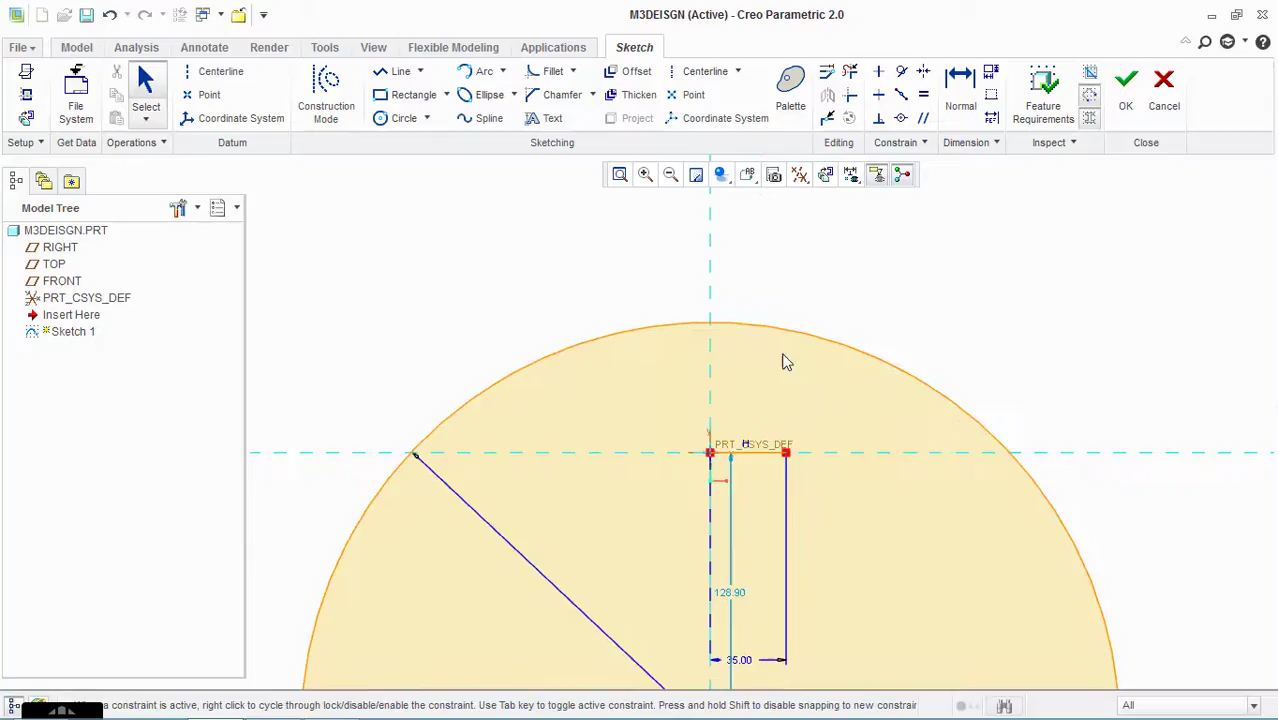 M3DEISGN (Active) - Creo Parametric 2.0
File Model Analysis Annotate Render Tools View Flexible Modeling Applications Sketch
Centerline Line Arc Fillet Offset Centerline
Point Rectangle Ellipse Chamfer Thicken Point
Coordinate System Circle Spline Text Project Coordinate System
File System Select Construction Mode Palette Normal Feature Requirements OK Cancel
Setup Get Data Operations Datum Sketching Editing Constrain Dimension Inspect Close
Model Tree
M3DEISGN.PRT
RIGHT
TOP
FRONT
PRT_CSYS_DEF
Insert Here
Sketch 1
Y
PRT_CSYS_DEF
H
128.90
35.00
a constraint is active, right click to cycle through lock/disable/enable the constraint. Use Tab key to toggle active constraint. Press and hold Shift to disable snapping to new constrair
All